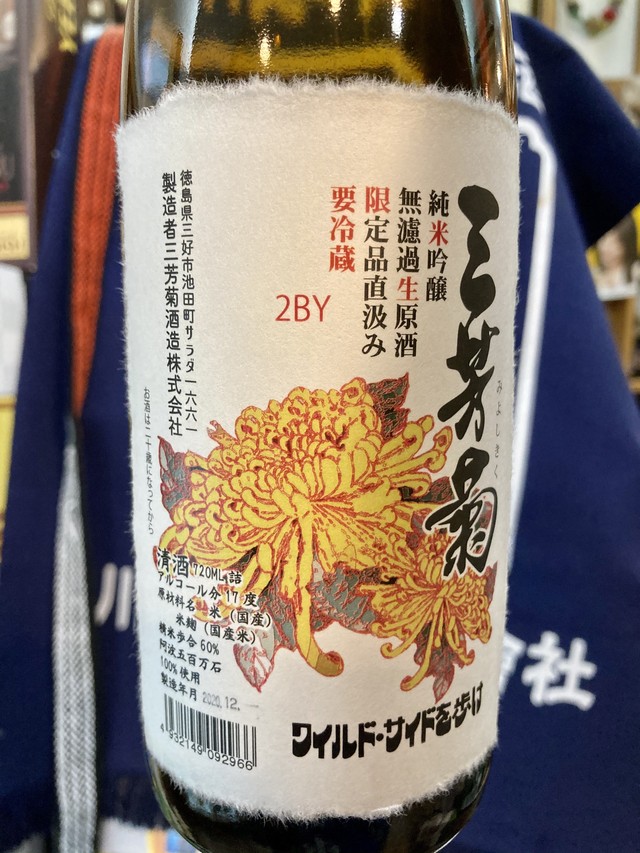 三芳菊
みよしきく
純米吟醸
無濾過生原酒
限定品直汲み
要冷蔵
2BY
徳島県三好市池田町サラダ一六六一
製造者三芳菊酒造株式会社
お酒は二十歳になってから
清酒 720ML詰
アルコール分17度
原材料名 米(国産)
米麹(国産米)
精米歩合60%
阿波五百万石
100%使用
製造年月 2020.12.
4932149092966
ワイルド・サイドを歩け
川
会社